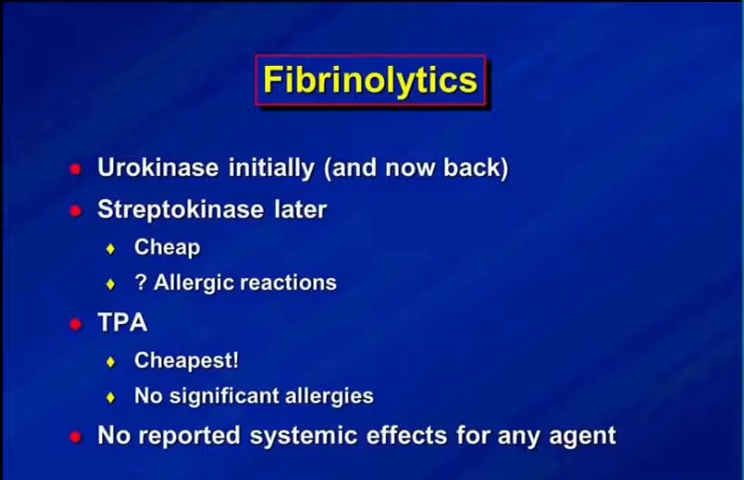 Fibrinolytics
Urokinase initially (and now back)
Streptokinase later
Cheap
? Allergic reactions
TPA
Cheapest!
No significant allergies
No reported systemic effects for any agent